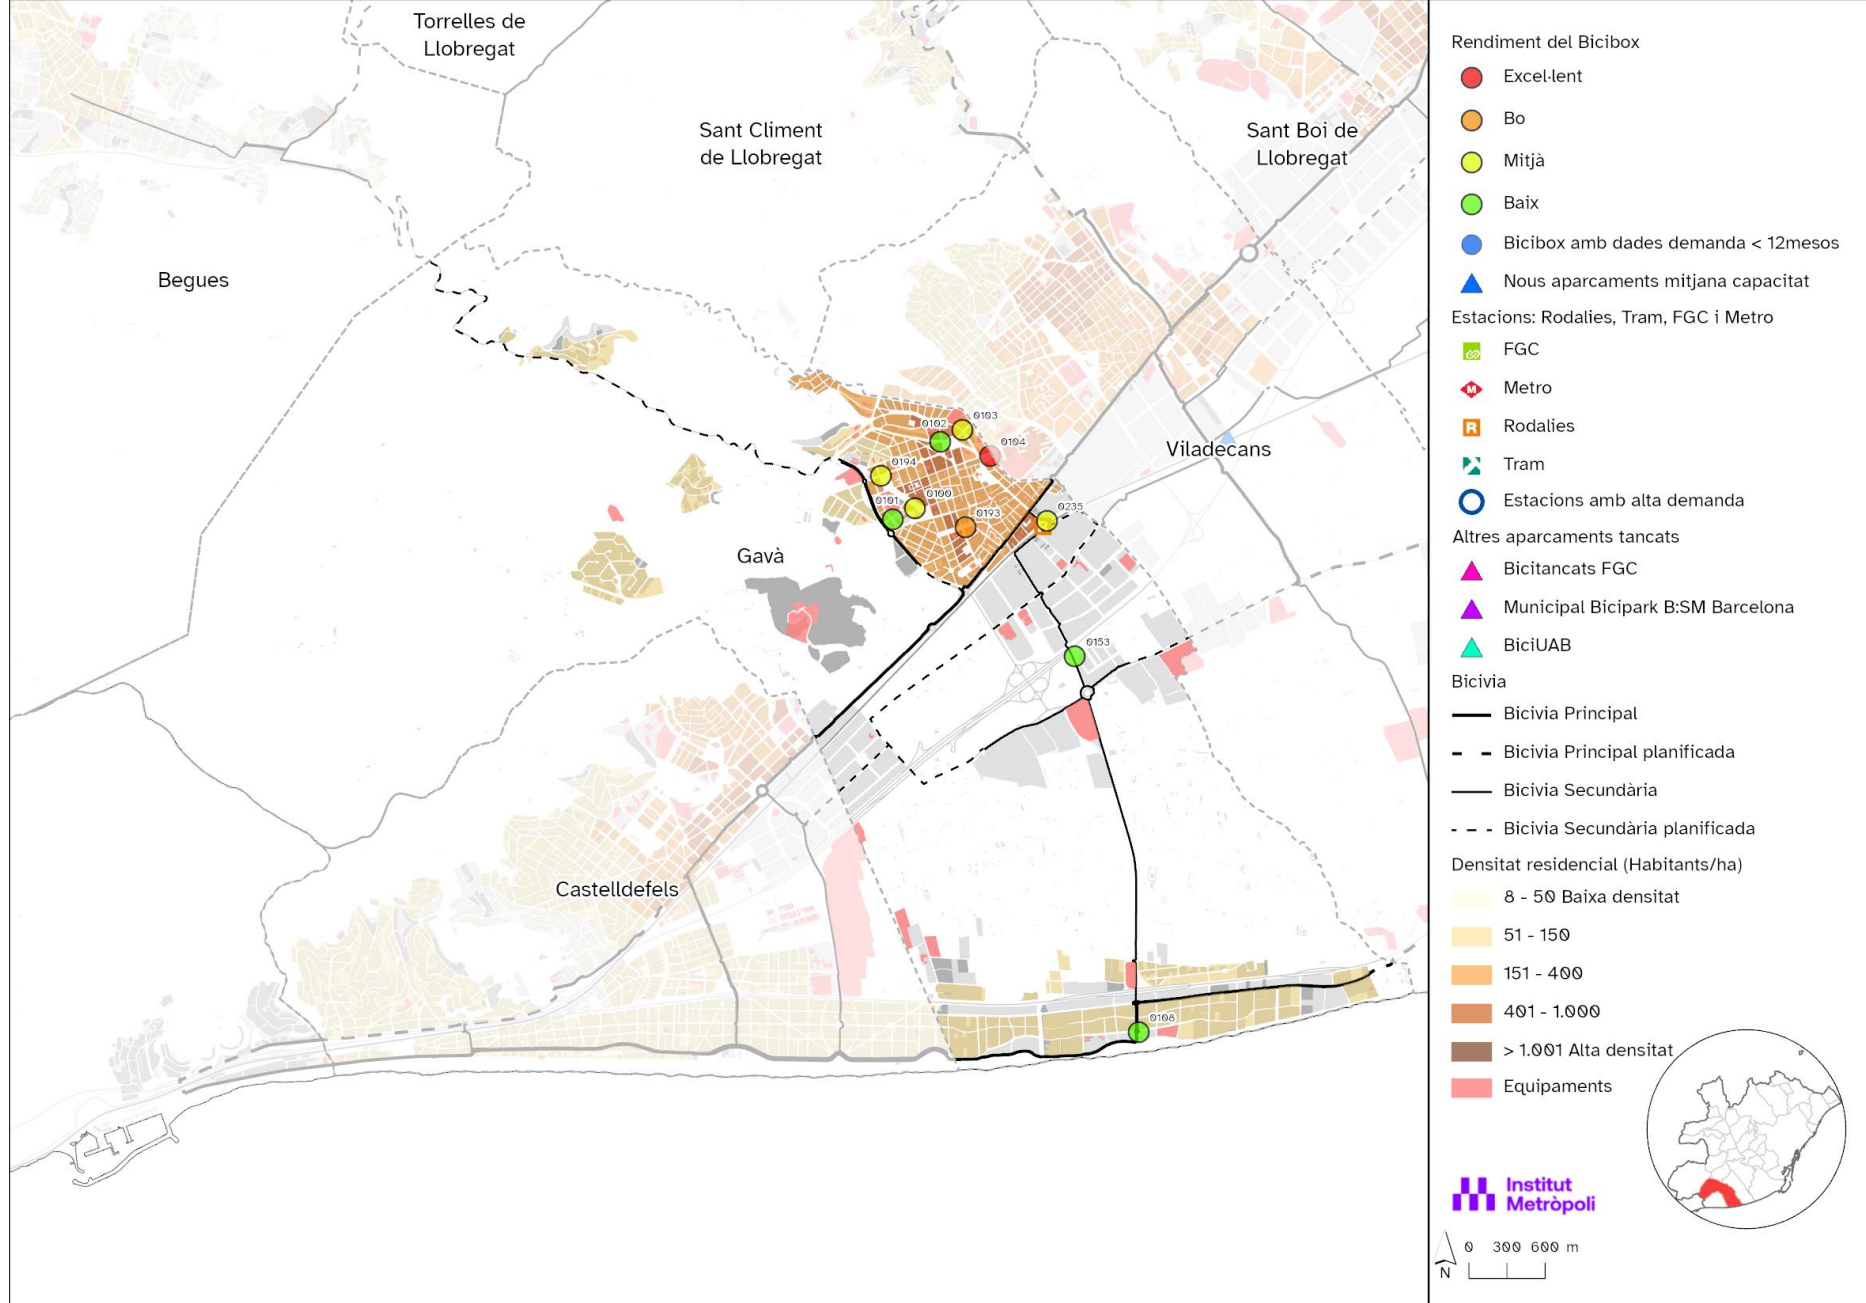 Torrelles de
Llobregat
Sant Climent
de Llobregat
Sant Boi de
Llobregat
Begues
0103
0102
0104
Viladecans
0194
0101
0100
0193
0235
Gavà
0153
Castelldefels
0108
Rendiment del Bicibox
Excel·lent
Bo
Mitjà
Baix
Bicibox amb dades demanda < 12mesos
Nous aparcaments mitjana capacitat
Estacions: Rodalies, Tram, FGC i Metro
FGC
M
Metro
R
Rodalies
Tram
Estacions amb alta demanda
Altres aparcaments tancats
Bicitancats FGC
Municipal Bicipark B:SM Barcelona
BiciUAB
Bicivia
Bicivia Principal
Bicivia Principal planificada
Bicivia Secundària
Bicivia Secundària planificada
Densitat residencial (Habitants/ha)
8 - 50 Baixa densitat
51 - 150
151 - 400
401 - 1.000
> 1.001 Alta densitat
Equipaments
Institut
Metròpoli
N
0 300 600 m